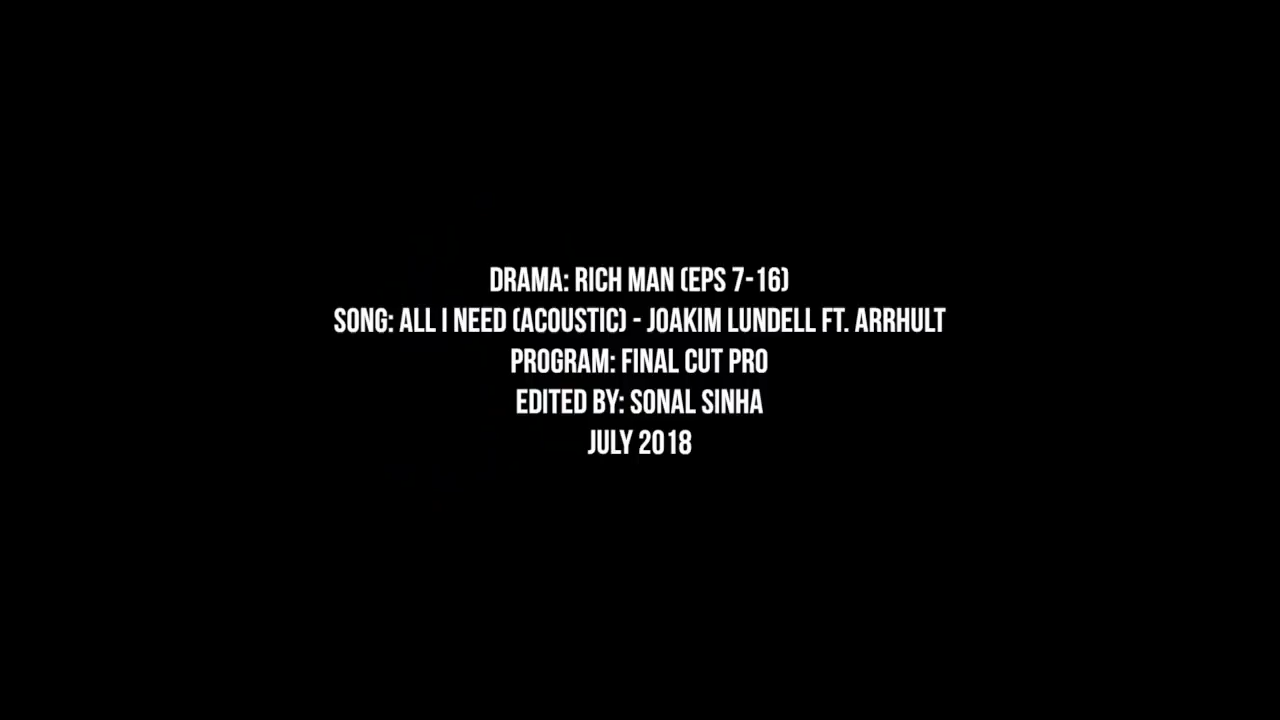 DRAMA: RICH MAN (EPS 7-16)
SONG: ALL I NEED (ACOUSTIC) - JOAKIM LUNDELL FT. ARRHULT
PROGRAM: FINAL CUT PRO
EDITED BY: SONAL SINHA
JULY 2018